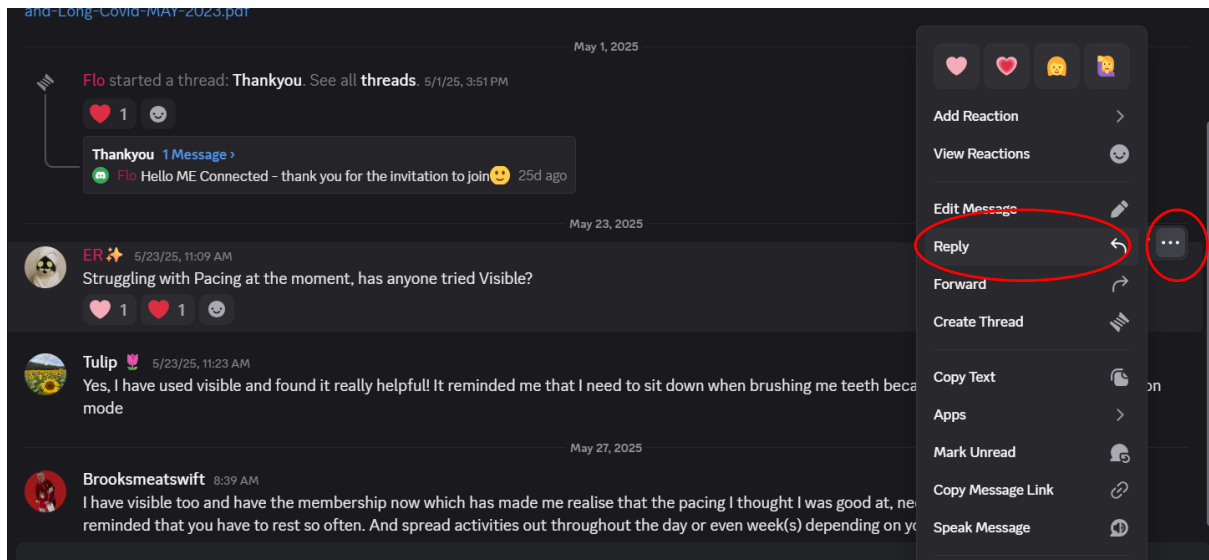 and-Long-Covid-MAY-2023.pdf
May 1, 2025
Flo started a thread: Thankyou. See all threads. 5/1/25, 3:51 PM
1
Thankyou 1 Message ›
Flo Hello ME Connected - thank you for the invitation to join🙂 25d ago
May 23, 2025
ER✨ 5/23/25, 11:09 AM
Struggling with Pacing at the moment, has anyone tried Visible?
1 1
Tulip 🌷 5/23/25, 11:23 AM
Yes, I have used visible and found it really helpful! It reminded me that I need to sit down when brushing me teeth on
mode
May 27, 2025
Brooksmeatswift 8:39 AM
I have visible too and have the membership now which has made me realise that the pacing I thought I was good at,
reminded that you have to rest so often. And spread activities out throughout the day or even week(s) depending on
Add Reaction
View Reactions
Edit Message
Reply
Forward
Create Thread
Copy Text
Apps
Mark Unread
Copy Message Link
Speak Message